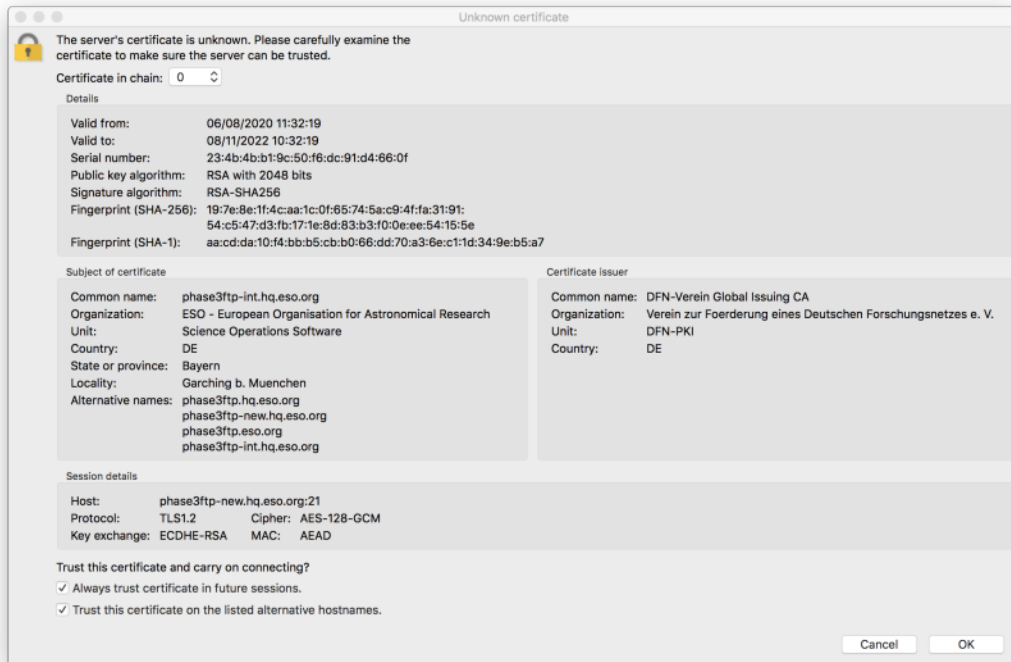 Unknown certificate
The server's certificate is unknown. Please carefully examine the
certificate to make sure the server can be trusted.
Certificate in chain: 0
Details
Valid from: 06/08/2020 11:32:19
Valid to: 08/11/2022 10:32:19
Serial number: 23:4b:4b:b1:9c:50:f6:dc:91:d4:66:0f
Public key algorithm: RSA with 2048 bits
Signature algorithm: RSA-SHA256
Fingerprint (SHA-256): 19:7e:8e:1f:4c:aa:1c:0f:65:74:5a:c9:4f:fa:31:91:
54:c5:47:d3:fb:17:1e:8d:83:b3:f0:0e:ee:54:15:5e
Fingerprint (SHA-1): aa:cd:da:10:f4:bb:b5:cb:b0:66:dd:70:a3:6e:c1:1d:34:9e:b5:a7
Subject of certificate
Common name: phase3ftp-int.hq.eso.org
Organization: ESO - European Organisation for Astronomical Research
Unit: Science Operations Software
Country: DE
State or province: Bayern
Locality: Garching b. Muenchen
Alternative names: phase3ftp.hq.eso.org
phase3ftp-new.hq.eso.org
phase3ftp.eso.org
phase3ftp-int.hq.eso.org
Certificate issuer
Common name: DFN-Verein Global Issuing CA
Organization: Verein zur Foerderung eines Deutschen Forschungsnetzes e. V.
Unit: DFN-PKI
Country: DE
Session details
Host: phase3ftp-new.hq.eso.org:21
Protocol: TLS1.2 Cipher: AES-128-GCM
Key exchange: ECDHE-RSA MAC: AEAD
Trust this certificate and carry on connecting?
Always trust certificate in future sessions.
Trust this certificate on the listed alternative hostnames.
Cancel OK